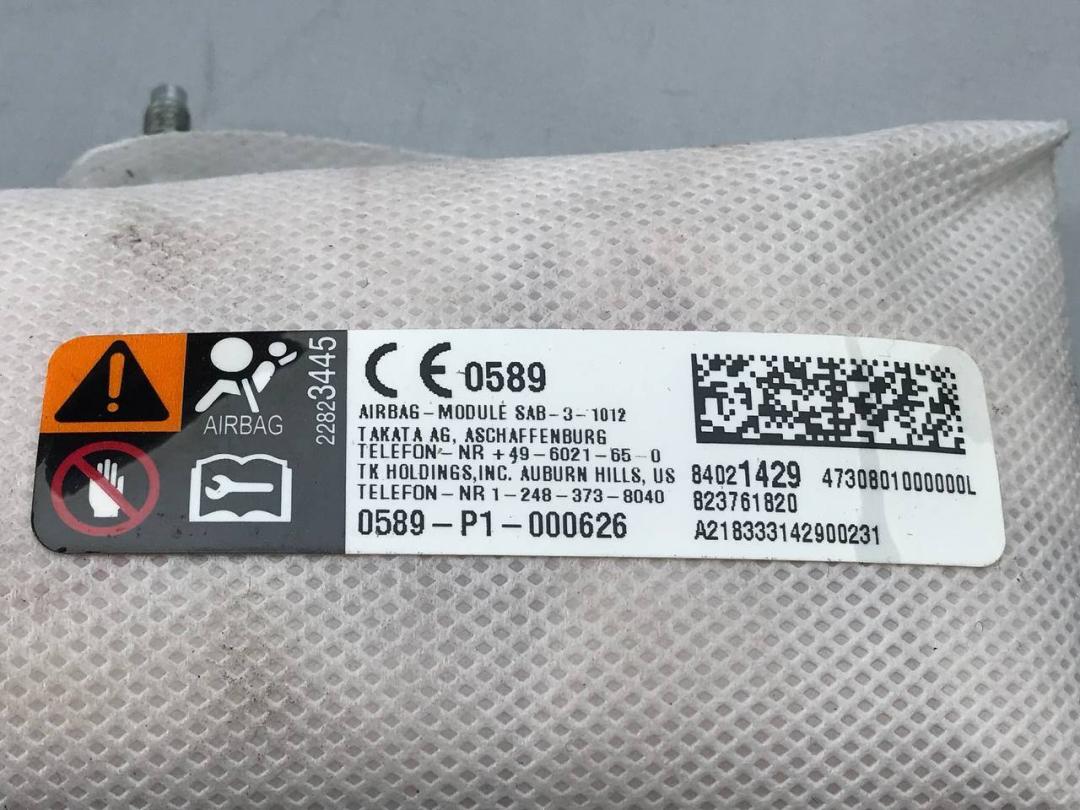 AIRBAG
22823445
CE 0589
AIRBAG-MODULE SAB-3-1012
TAKATA AG, ASCHAFFENBURG
TELEFON-NR +49-6021-65-0
TK HOLDINGS,INC. AUBURN HILLS, US
TELEFON-NR 1-248-373-8040
0589-P1-000626
84021429 4730801000000L
823761820
A218333142900231